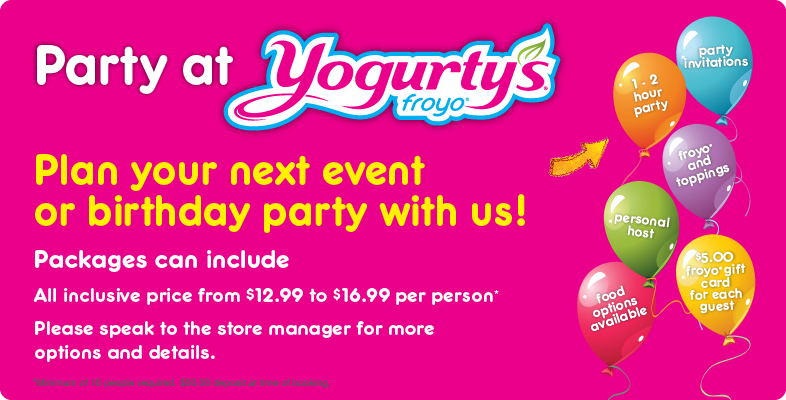 Party at
Yogurty's®
froyo®
Plan your next event
or birthday party with us!
Packages can include
All inclusive price from $12.99 to $16.99 per person*
Please speak to the store manager for more
options and details.
party
invitations
1 - 2
hour
party
froyo*
and
toppings
personal
host
$5.00
froyo* gift
card
for each
guest
food
options
available